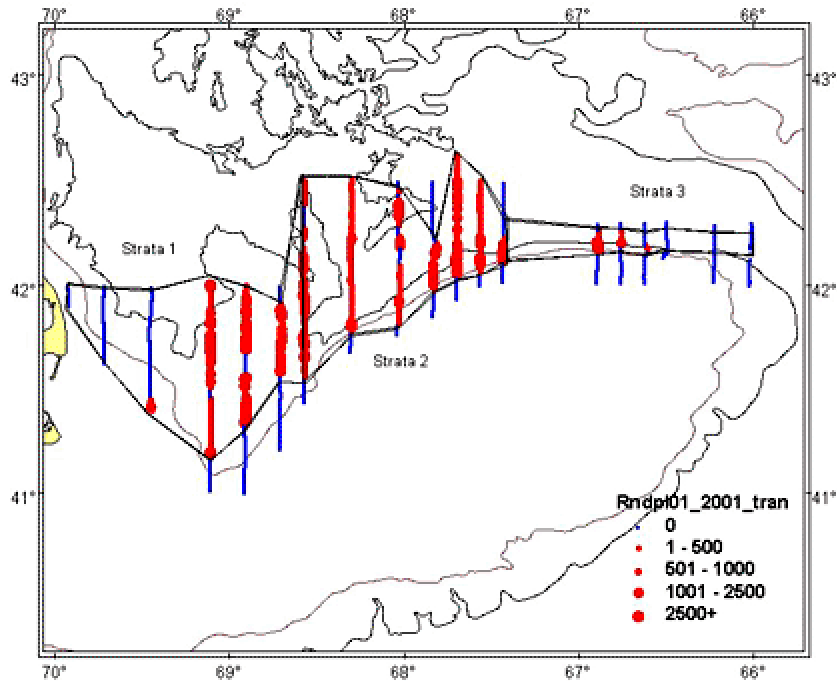 70° 69° 68° 67° 66°
43° 43°
Strata 3
Strata 1
42° 42°
Strata 2
41° 41°
Rndpl01_2001_tran
0
1 - 500
501 - 1000
1001 - 2500
2500+
70° 69° 68° 67° 66°